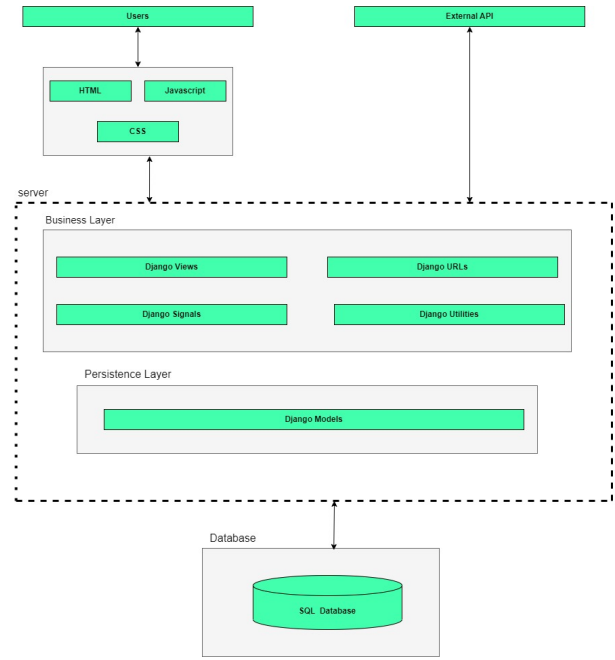 Users
External API
HTML
Javascript
CSS
server
Business Layer
Django Views
Django URLs
Django Signals
Django Utilities
Persistence Layer
Django Models
Database
SQL Database